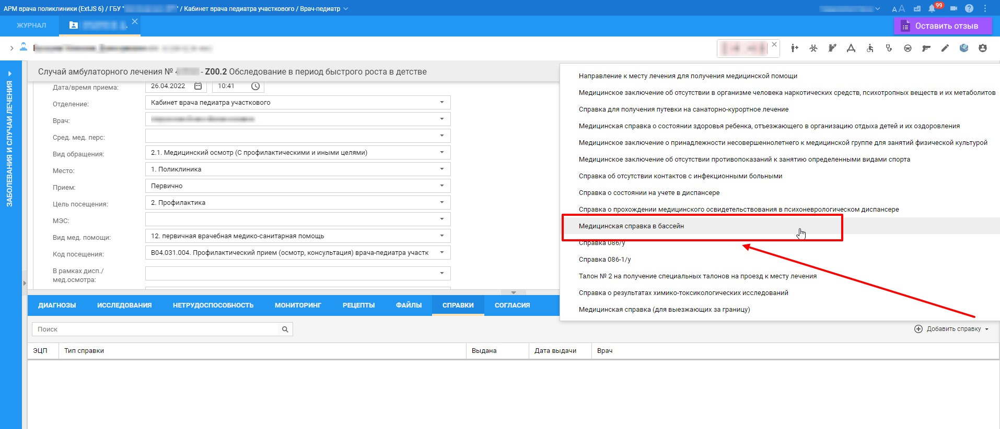 АРМ врача поликлиники (ExtJS 6) / ГБУ " " / Кабинет врача педиатра участкового / Врач-педиатр
АА
99
ЖУРНАЛ
Оставить отзыв
Случай амбулаторного лечения № - Z00.2 Обследование в период быстрого роста в детстве
ЗАБОЛЕВАНИЯ И СЛУЧАИ ЛЕЧЕНИЯ
Дата/время приема: 26.04.2022 10:41
Отделение: Кабинет врача педиатра участкового
Врач:
Сред. мед. перс:
Вид обращения: 2.1. Медицинский осмотр (С профилактическими и иными целями)
Место: 1. Поликлиника
Прием: Первично
Цель посещения: 2. Профилактика
МЭС:
Вид мед. помощи: 12. первичная врачебная медико-санитарная помощь
Код посещения: B04.031.004. Профилактический прием (осмотр, консультация) врача-педиатра участк
В рамках дисп./
мед.осмотра:
Направление к месту лечения для получения медицинской помощи
Медицинское заключение об отсутствии в организме человека наркотических средств, психотропных веществ и их метаболитов
Справка для получения путевки на санаторно-курортное лечение
Медицинская справка о состоянии здоровья ребенка, отъезжающего в организацию отдыха детей и их оздоровления
Медицинское заключение о принадлежности несовершеннолетнего к медицинской группе для занятий физической культурой
Медицинское заключение об отсутствии противопоказаний к занятию определенными видами спорта
Справка об отсутствии контактов с инфекционными больными
Справка о состоянии на учете в диспансере
Справка о прохождении медицинского освидетельствования в психоневрологическом диспансере
Медицинская справка в бассейн
Справка 086/у
Справка 086-1/у
Талон № 2 на получение специальных талонов на проезд к месту лечения
Справка о результатах химико-токсикологических исследований
Медицинская справка (для выезжающих за границу)
ДИАГНОЗЫ ИССЛЕДОВАНИЯ НЕТРУДОСПОСОБНОСТЬ МОНИТОРИНГ РЕЦЕПТЫ ФАЙЛЫ СПРАВКИ СОГЛАСИЯ
Поиск
Добавить справку
ЭЦП Тип справки Выдана Дата выдачи Врач